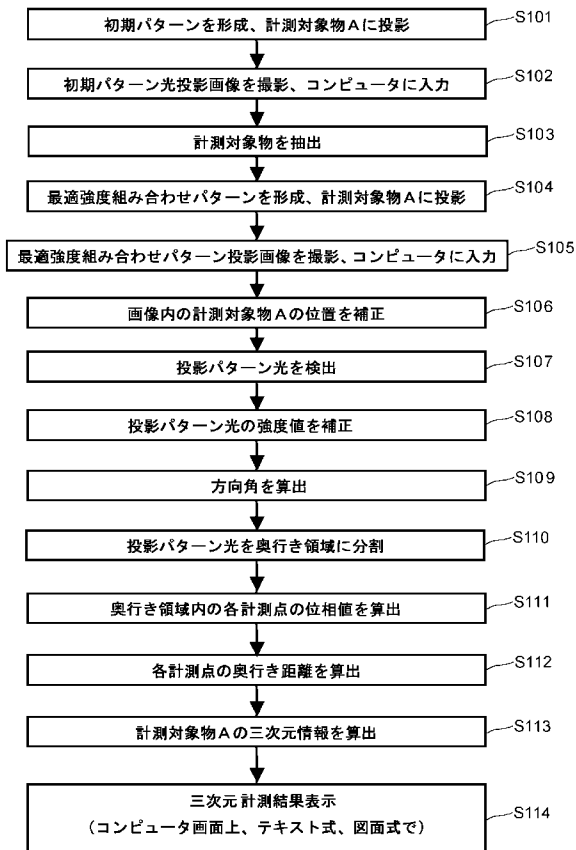 初期パターンを形成、計測対象物Aに投影
S101
初期パターン光投影画像を撮影、コンピュータに入力
S102
計測対象物を抽出
S103
最適強度組み合わせパターンを形成、計測対象物Aに投影
S104
最適強度組み合わせパターン投影画像を撮影、コンピュータに入力
S105
画像内の計測対象物Aの位置を補正
S106
投影パターン光を検出
S107
投影パターン光の強度値を補正
S108
方向角を算出
S109
投影パターン光を奥行き領域に分割
S110
奥行き領域内の各計測点の位相値を算出
S111
各計測点の奥行き距離を算出
S112
計測対象物Aの三次元情報を算出
S113
三次元計測結果表示
(コンピュータ画面上、テキスト式、図面式で)
S114